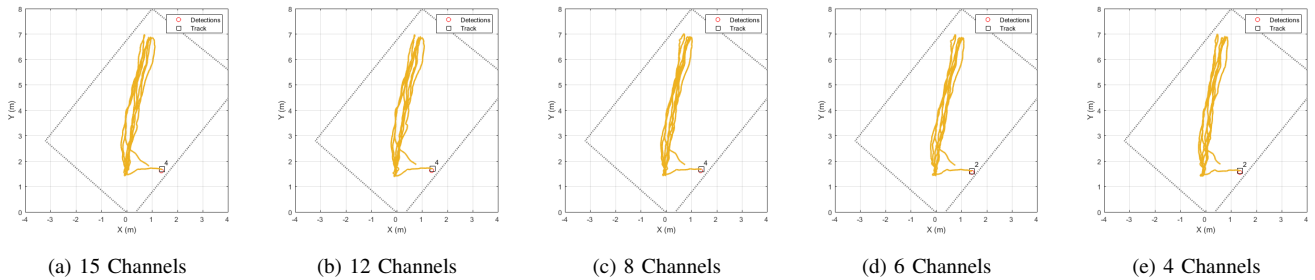 8
7
6
5
4
3
2
1
0
Y (m)
-4 -3 -2 -1 0 1 2 3 4
X (m)
Detections
Track
4
(a) 15 Channels
8
7
6
5
4
3
2
1
0
Y (m)
-4 -3 -2 -1 0 1 2 3 4
X (m)
Detections
Track
4
(b) 12 Channels
8
7
6
5
4
3
2
1
0
Y (m)
-4 -3 -2 -1 0 1 2 3 4
X (m)
Detections
Track
4
(c) 8 Channels
8
7
6
5
4
3
2
1
0
Y (m)
-4 -3 -2 -1 0 1 2 3 4
X (m)
Detections
Track
2
(d) 6 Channels
8
7
6
5
4
3
2
1
0
Y (m)
-4 -3 -2 -1 0 1 2 3 4
X (m)
Detections
Track
2
(e) 4 Channels